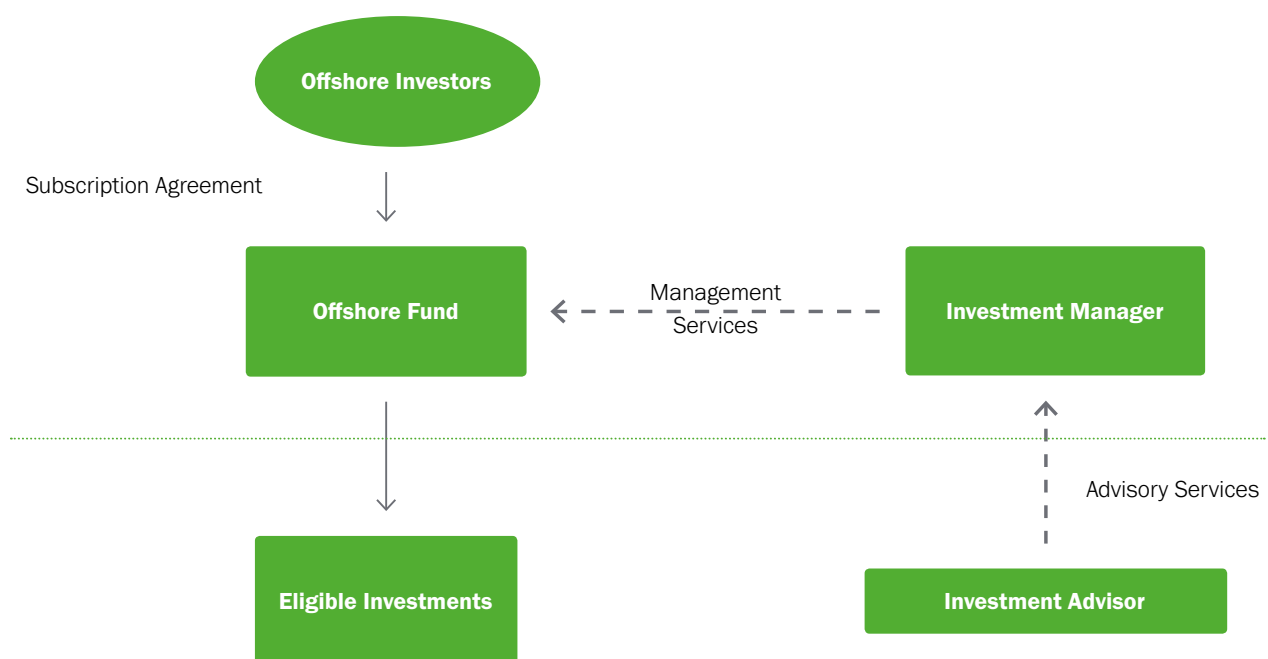 Offshore Investors
Subscription Agreement
Offshore Fund
Management
Services
Investment Manager
Advisory Services
Eligible Investments
Investment Advisor